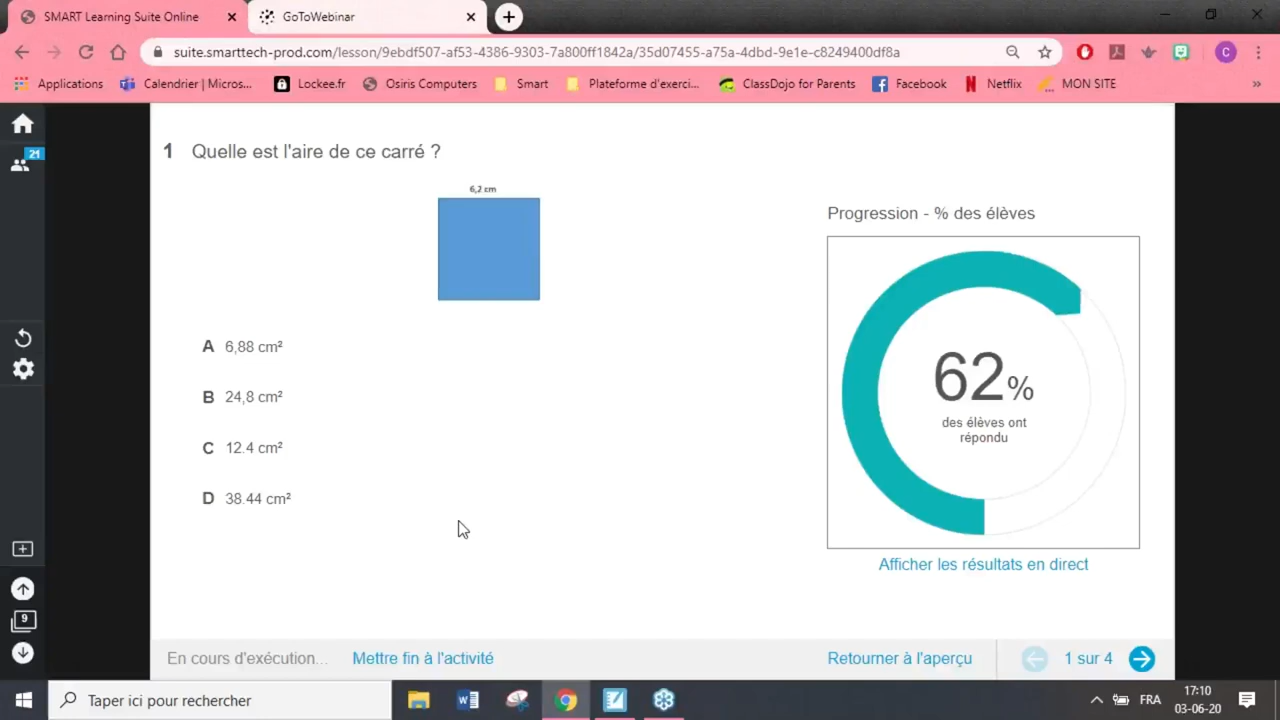 SMART Learning Suite Online
GoToWebinar
suite.smarttech-prod.com/lesson/9ebdf507-af53-4386-9303-7a800ff1842a/35d07455-a75a-4dbd-9e1e-c8249400df8a
C
Applications
Calendrier | Micros...
Lockee.fr
Osiris Computers
Smart
Plateforme d'exerci...
ClassDojo for Parents
Facebook
Netflix
MON SITE
»
21
1 Quelle est l'aire de ce carré ?
6,2 cm
A 6,88 cm²
B 24,8 cm²
C 12.4 cm²
D 38.44 cm²
Progression - % des élèves
62%
des élèves ont
répondu
Afficher les résultats en direct
9
En cours d'exécution... Mettre fin à l'activité Retourner à l'aperçu 1 sur 4
Taper ici pour rechercher
FRA
17:10
03-06-20